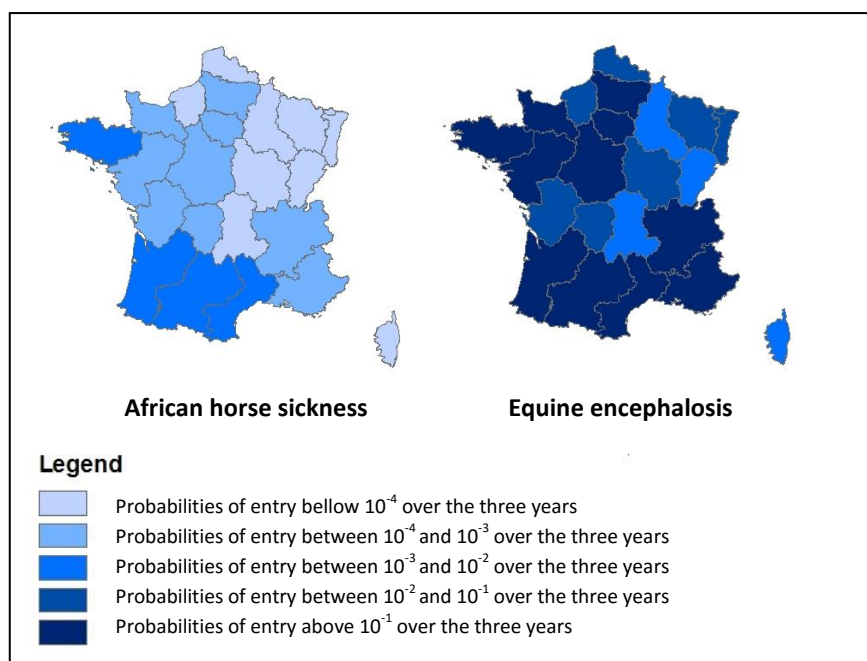 African horse sickness
Equine encephalosis
Legend
Probabilities of entry bellow 10⁻⁴ over the three years
Probabilities of entry between 10⁻⁴ and 10⁻³ over the three years
Probabilities of entry between 10⁻³ and 10⁻² over the three years
Probabilities of entry between 10⁻² and 10⁻¹ over the three years
Probabilities of entry above 10⁻¹ over the three years